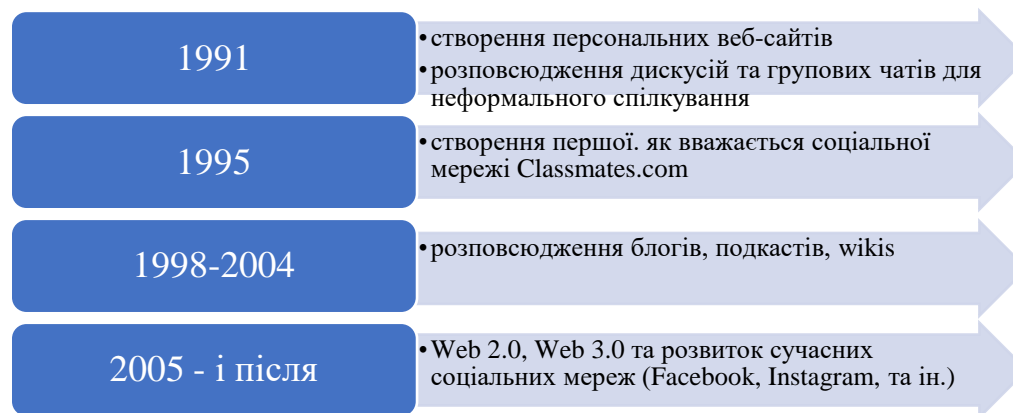 1991
•створення персональних веб-сайтів
•розповсюдження дискусій та групових чатів для
неформального спілкування
1995
•створення першої. як вважається соціальної
мережі Classmates.com
1998-2004
•розповсюдження блогів, подкастів, wikis
2005 - і після
•Web 2.0, Web 3.0 та розвиток сучасних
соціальних мереж (Facebook, Instagram, та ін.)